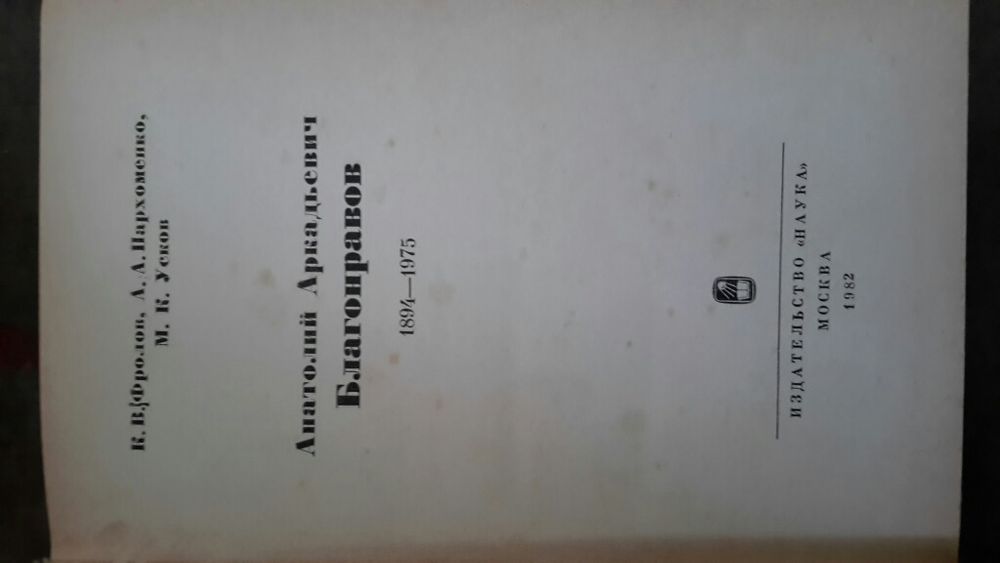 К. В. Фролов, А. А. Пархоменко,
М. К. Усков
Анатолий Аркадьевич
Благонравов
1894—1975
ИЗДАТЕЛЬСТВО «НАУКА»
МОСКВА
1982